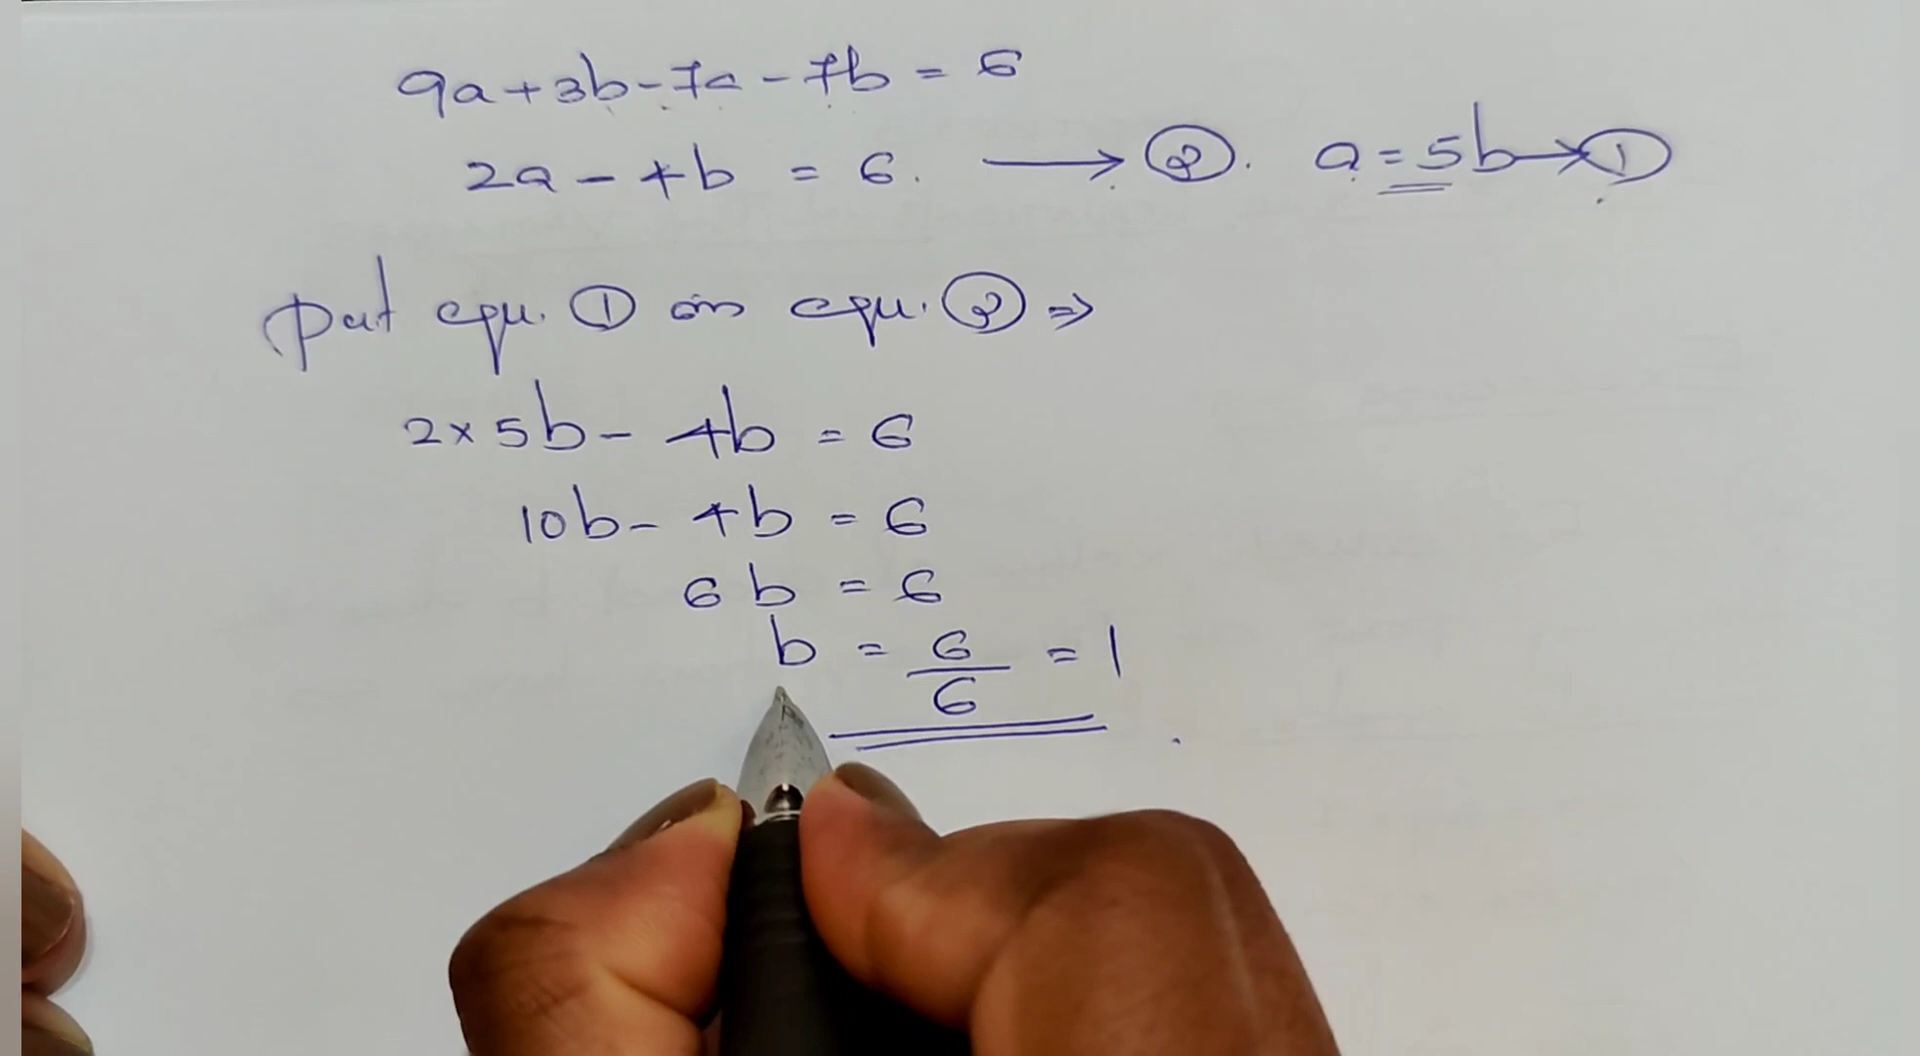 9a+3b-7a-7b = 6
2a - 4b = 6. → ②. a = 5b → ①
put equ. ① in equ. ② ⇒
2 × 5b - 4b = 6
10b - 4b = 6
6b = 6
b = 6/6 = 1